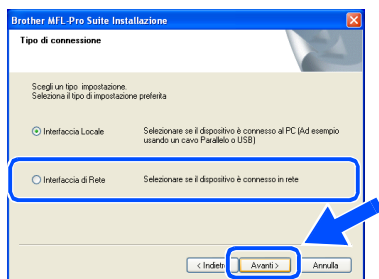 Brother MFL-Pro Suite Installazione
Tipo di connessione
Scegli un tipo impostazione.
Seleziona il tipo di impostazione preferita
Interfaccia Locale
Selezionare se il dispositivo è connesso al PC (Ad esempio
usando un cavo Parallelo o USB)
Interfaccia di Rete
Selezionare se il dispositivo è connesso in rete
< Indietro
Avanti >
Annulla